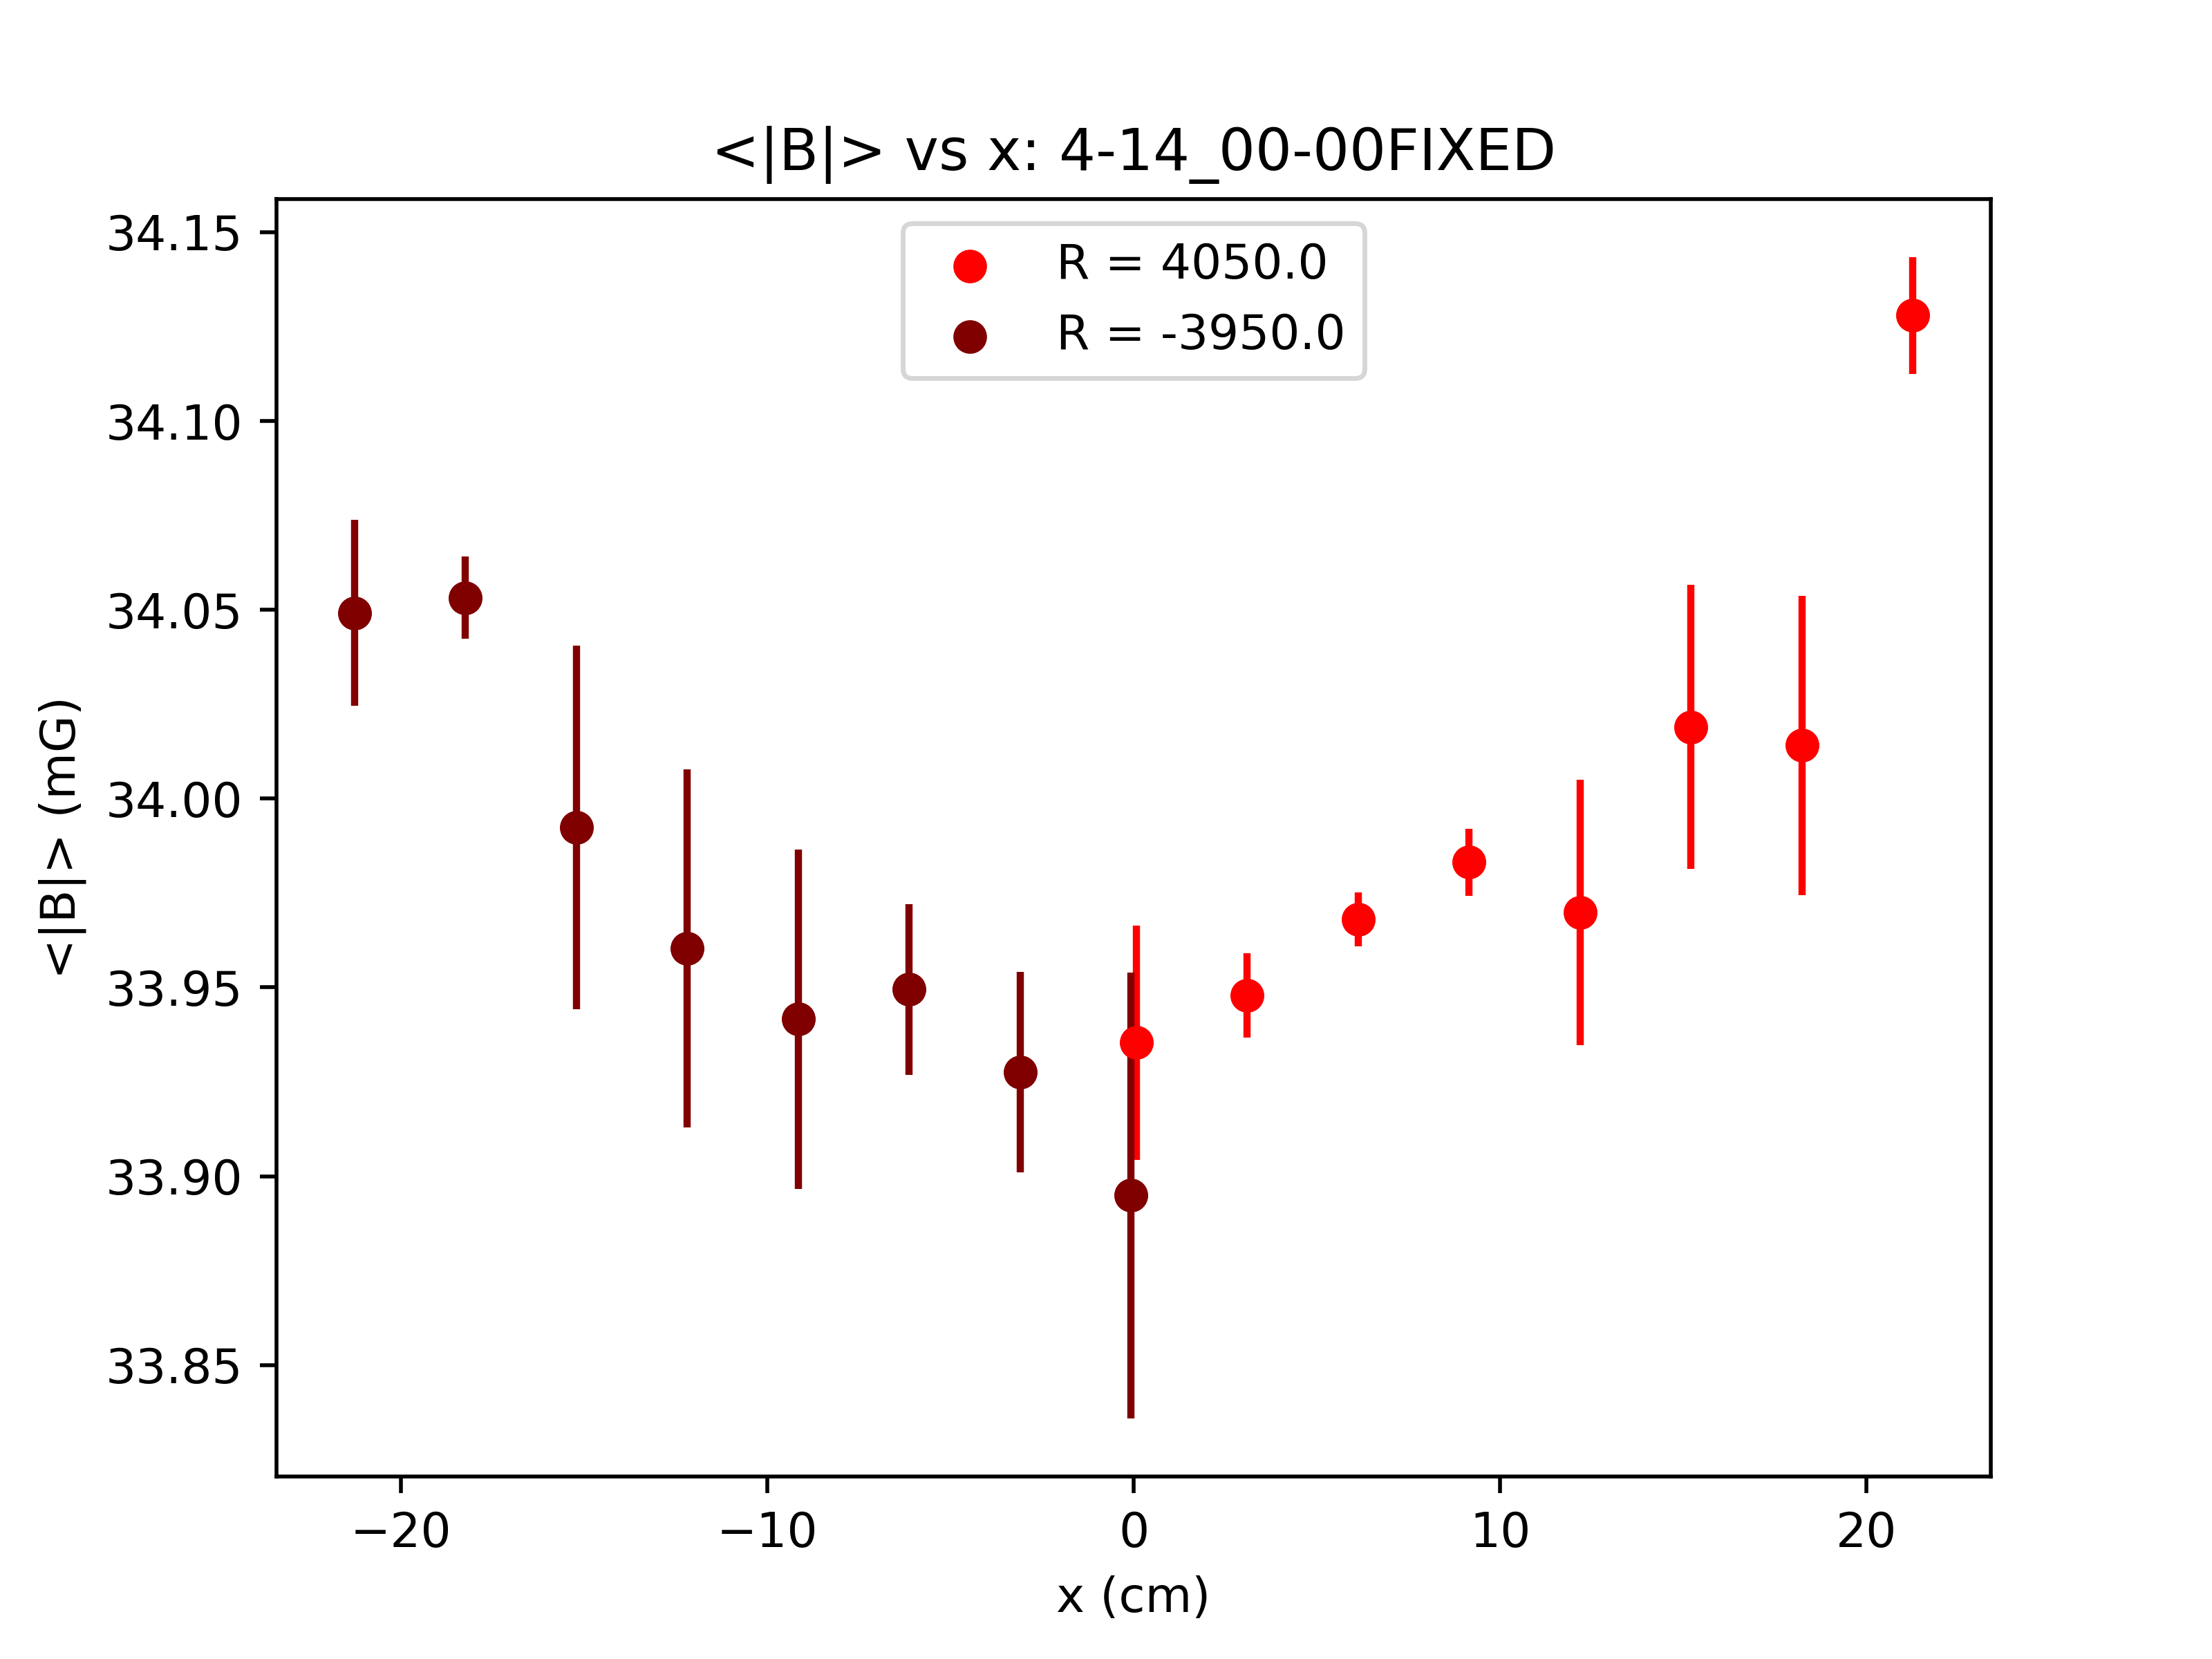 <|B|> vs x: 4-14_00-00FIXED
R = 4050.0
R = -3950.0
34.15
34.10
34.05
34.00
33.95
33.90
33.85
<|B|> (mG)
−20 −10 0 10 20
x (cm)